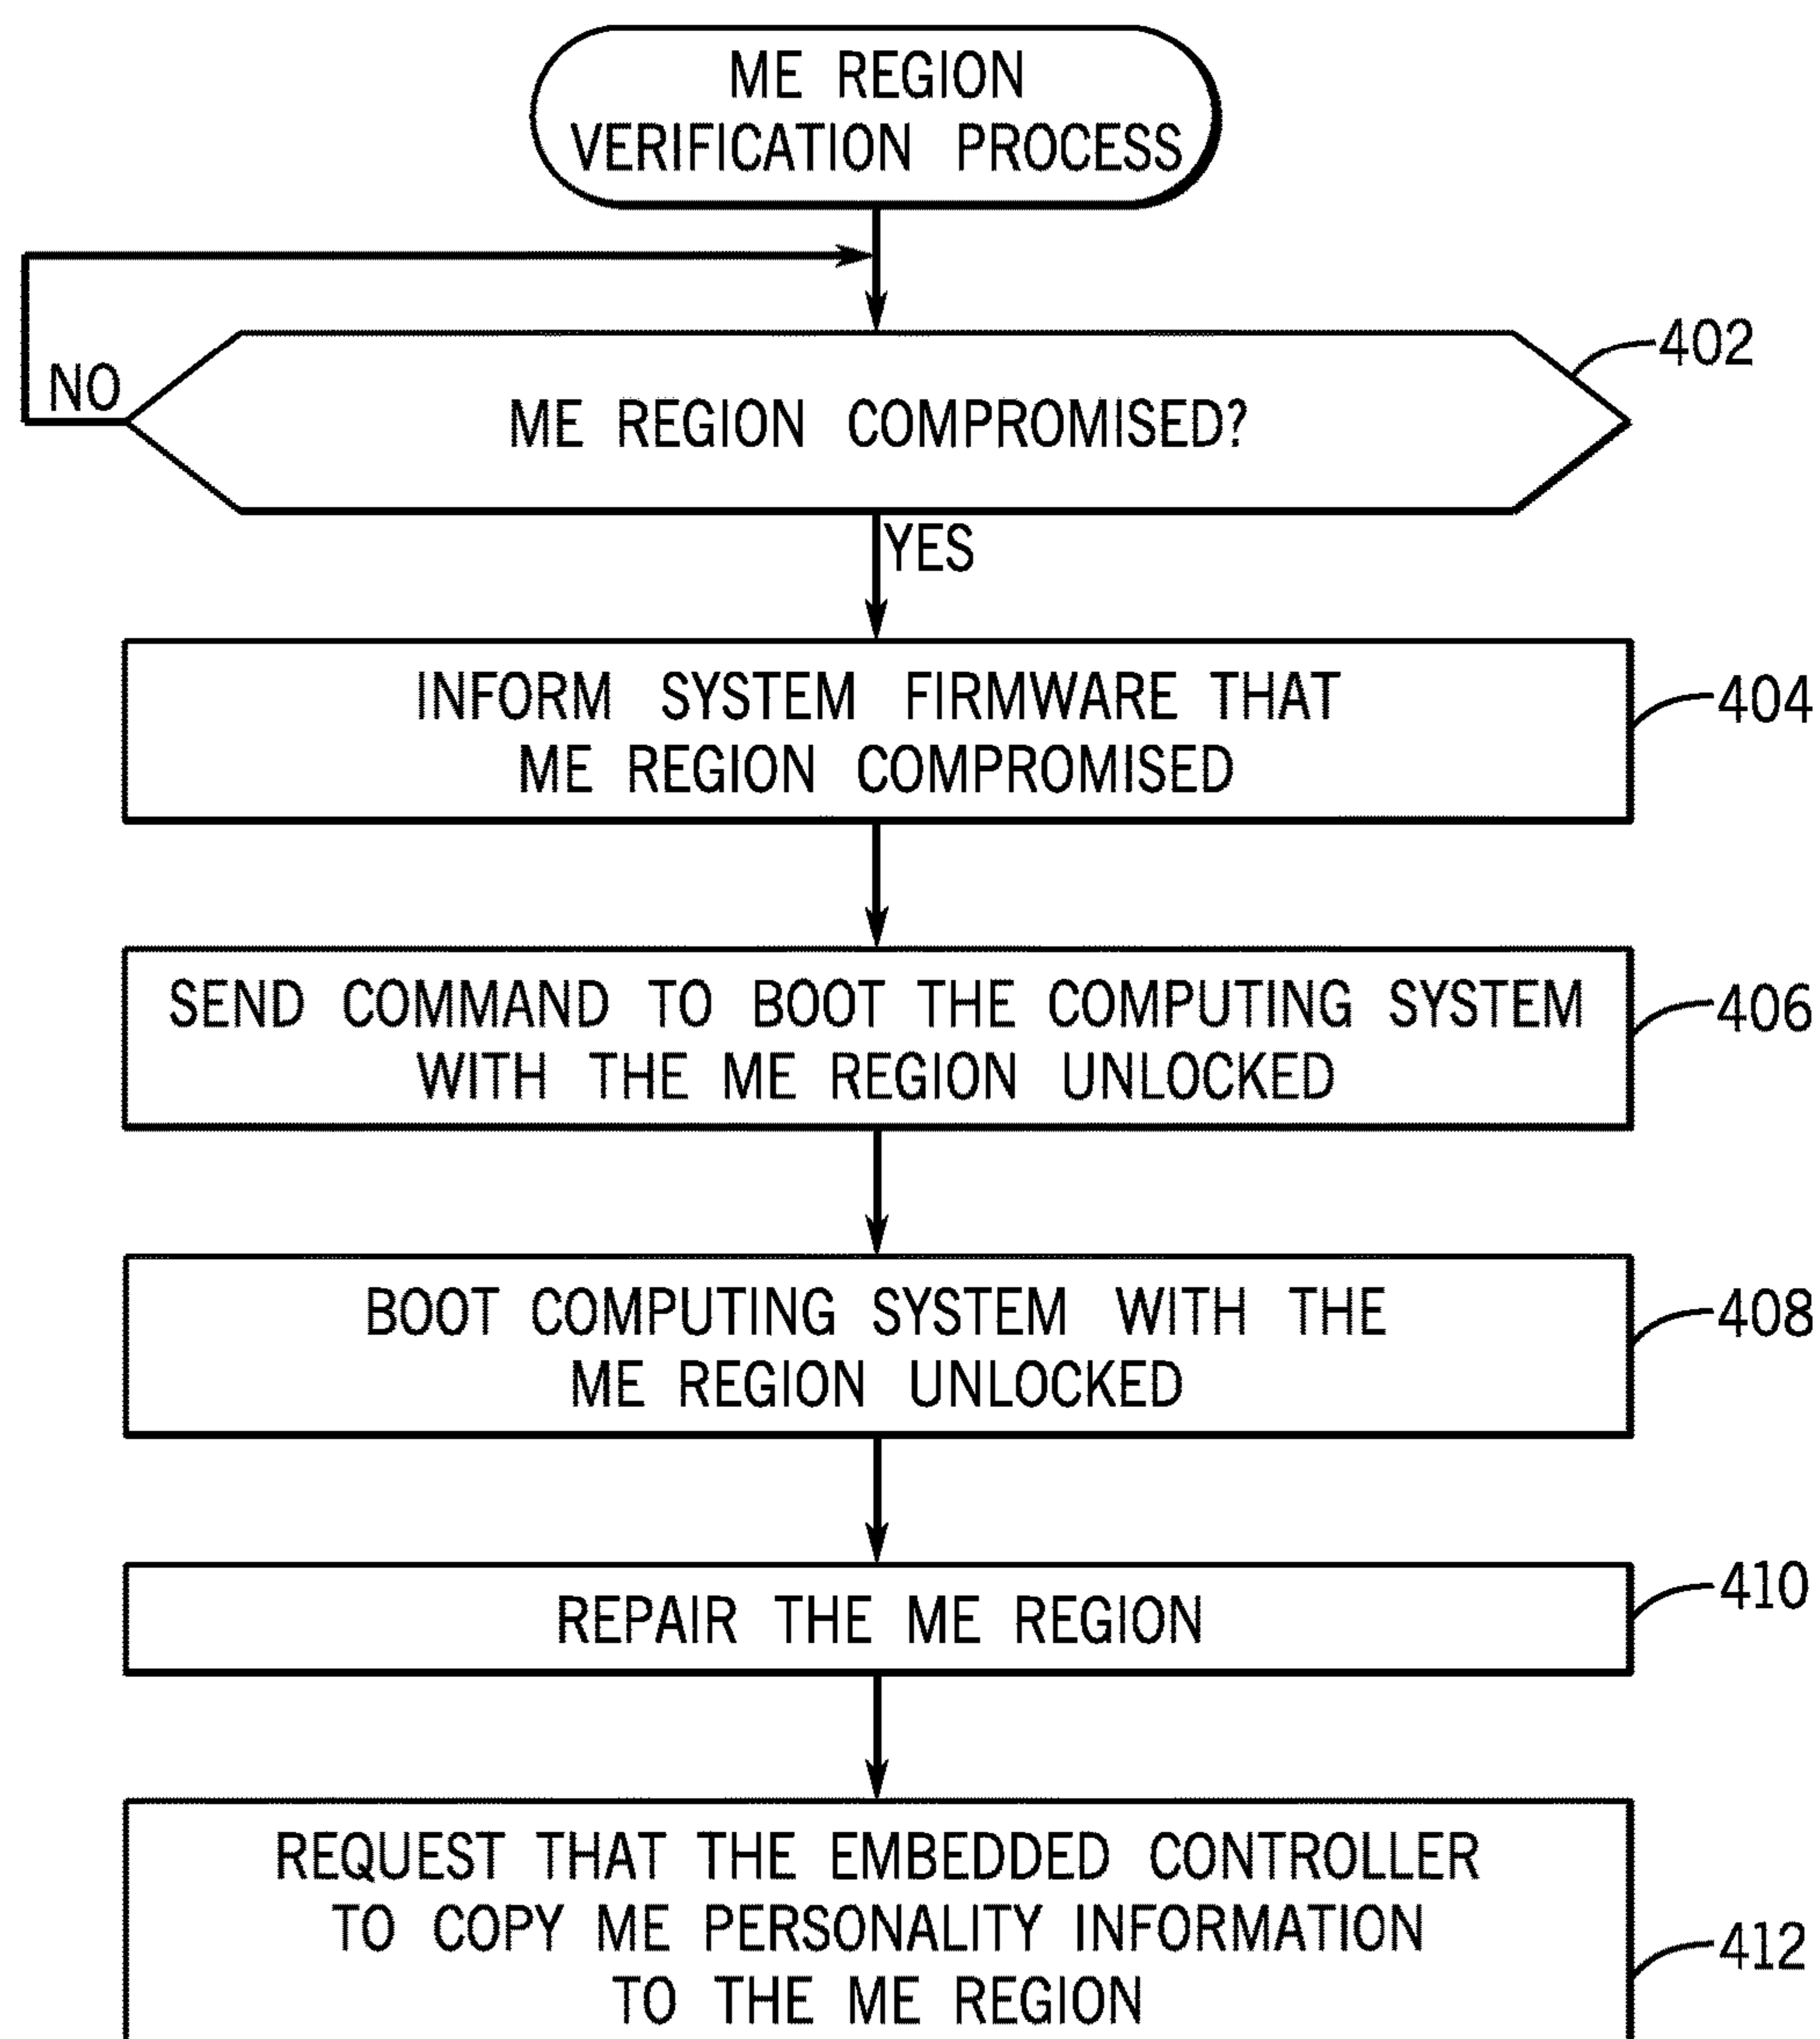 ME REGION
VERIFICATION PROCESS
NO
ME REGION COMPROMISED?
402
YES
INFORM SYSTEM FIRMWARE THAT
ME REGION COMPROMISED
404
SEND COMMAND TO BOOT THE COMPUTING SYSTEM
WITH THE ME REGION UNLOCKED
406
BOOT COMPUTING SYSTEM WITH THE
ME REGION UNLOCKED
408
REPAIR THE ME REGION
410
REQUEST THAT THE EMBEDDED CONTROLLER
TO COPY ME PERSONALITY INFORMATION
TO THE ME REGION
412